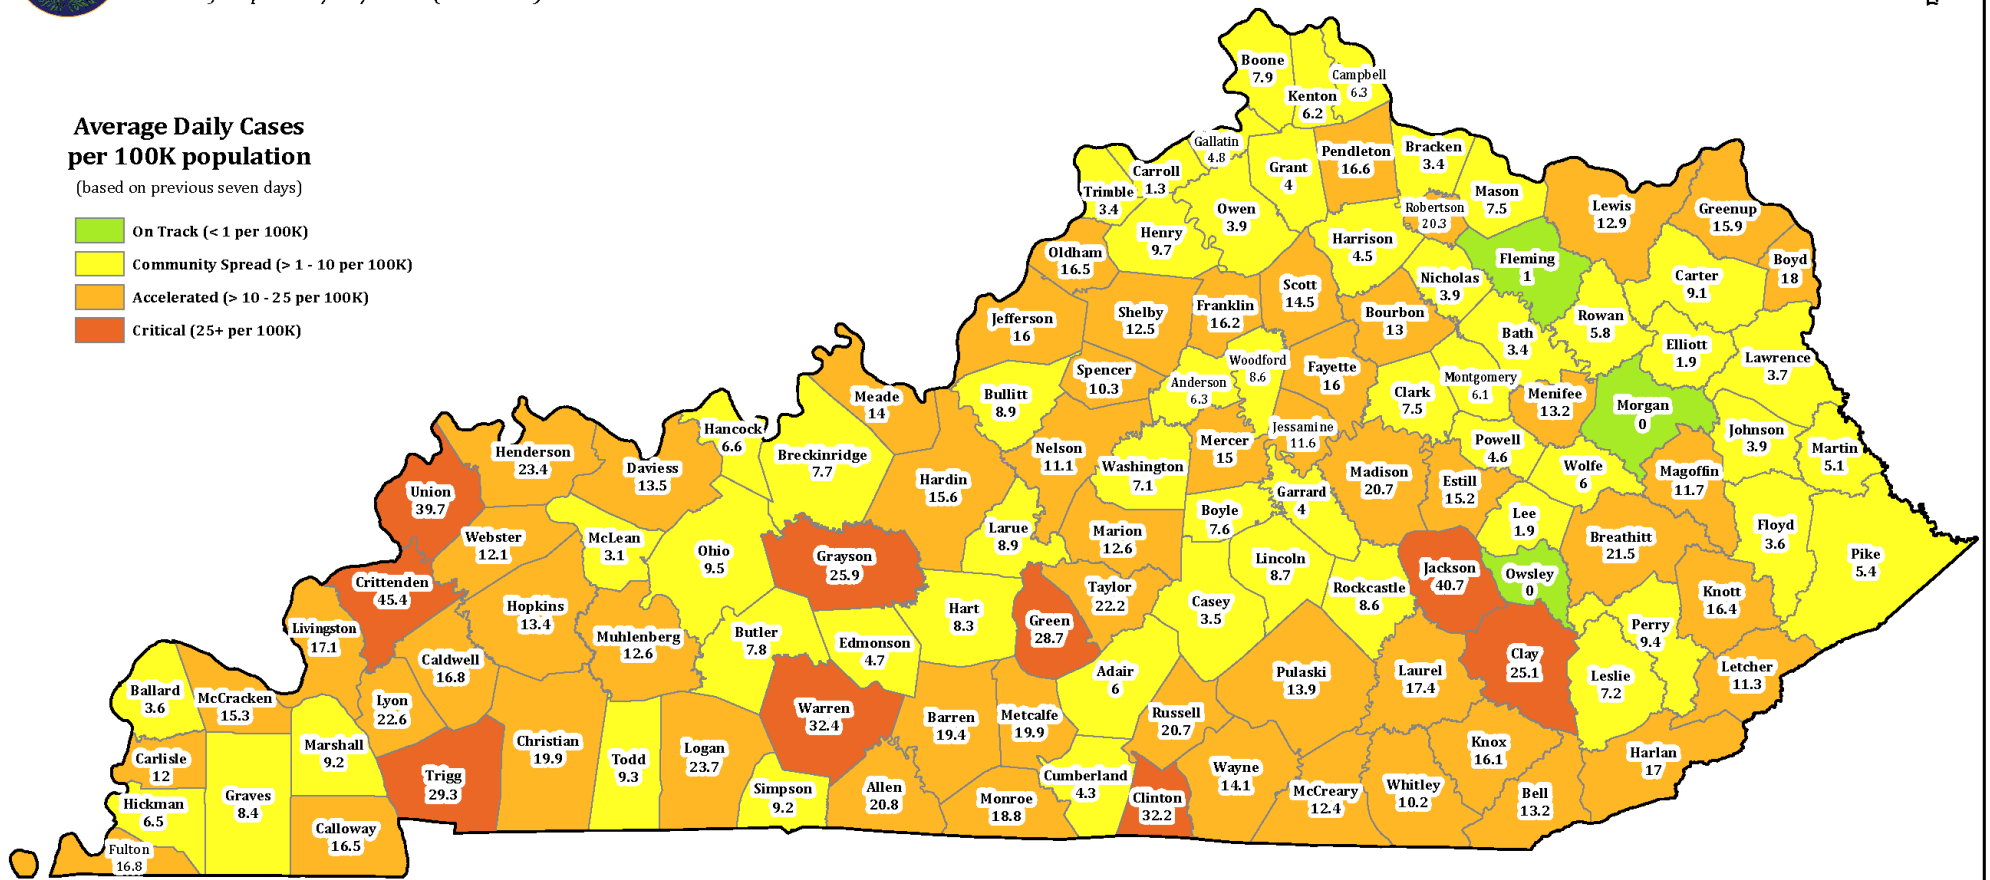 Average Daily Cases
per 100K population
(based on previous seven days)
On Track (< 1 per 100K)
Community Spread (> 1 - 10 per 100K)
Accelerated (> 10 - 25 per 100K)
Critical (25+ per 100K)
Boone
7.9
Kenton
6.2
Campbell
6.3
Gallatin
4.8
Carroll
1.3
Trimble
3.4
Grant
4
Pendleton
16.6
Bracken
3.4
Mason
7.5
Robertson
20.3
Lewis
12.9
Greenup
15.9
Boyd
18
Owen
3.9
Henry
9.7
Oldham
16.5
Harrison
4.5
Nicholas
3.9
Fleming
1
Carter
9.1
Rowan
5.8
Elliott
1.9
Lawrence
3.7
Jefferson
16
Shelby
12.5
Franklin
16.2
Scott
14.5
Bourbon
13
Bath
3.4
Spencer
10.3
Anderson
6.3
Woodford
8.6
Fayette
16
Clark
7.5
Montgomery
6.1
Menifee
13.2
Morgan
0
Johnson
3.9
Martin
5.1
Meade
14
Bullitt
8.9
Hancock
6.6
Breckinridge
7.7
Hardin
15.6
Nelson
11.1
Washington
7.1
Mercer
15
Jessamine
11.6
Madison
20.7
Estill
15.2
Powell
4.6
Wolfe
6
Magoffin
11.7
Floyd
3.6
Pike
5.4
Henderson
23.4
Daviess
13.5
Union
39.7
Webster
12.1
McLean
3.1
Ohio
9.5
Grayson
25.9
Larue
8.9
Marion
12.6
Boyle
7.6
Garrard
4
Lincoln
8.7
Rockcastle
8.6
Jackson
40.7
Lee
1.9
Owsley
0
Breathitt
21.5
Knott
16.4
Perry
9.4
Letcher
11.3
Crittenden
45.4
Livingston
17.1
Hopkins
13.4
Caldwell
16.8
Muhlenberg
12.6
Butler
7.8
Edmonson
4.7
Hart
8.3
Green
28.7
Taylor
22.2
Casey
3.5
Adair
6
Pulaski
13.9
Laurel
17.4
Clay
25.1
Leslie
7.2
Ballard
3.6
McCracken
15.3
Lyon
22.6
Carlisle
12
Marshall
9.2
Hickman
6.5
Graves
8.4
Calloway
16.5
Fulton
16.8
Trigg
29.3
Christian
19.9
Todd
9.3
Logan
23.7
Warren
32.4
Simpson
9.2
Allen
20.8
Barren
19.4
Metcalfe
19.9
Monroe
18.8
Cumberland
4.3
Russell
20.7
Clinton
32.2
Wayne
14.1
McCreary
12.4
Whitley
10.2
Knox
16.1
Bell
13.2
Harlan
17